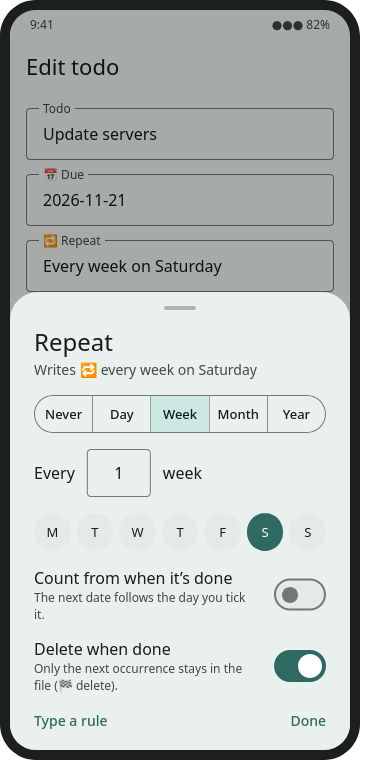 9:41
82%
Edit todo
Todo
Update servers
📅 Due
2026-11-21
🔁 Repeat
Every week on Saturday
Repeat
Writes 🔁 every week on Saturday
Never Day Week Month Year
Every 1 week
M T W T F S S
Count from when it’s done
The next date follows the day you tick
it.
Delete when done
Only the next occurrence stays in the
file (🏁 delete).
Type a rule Done